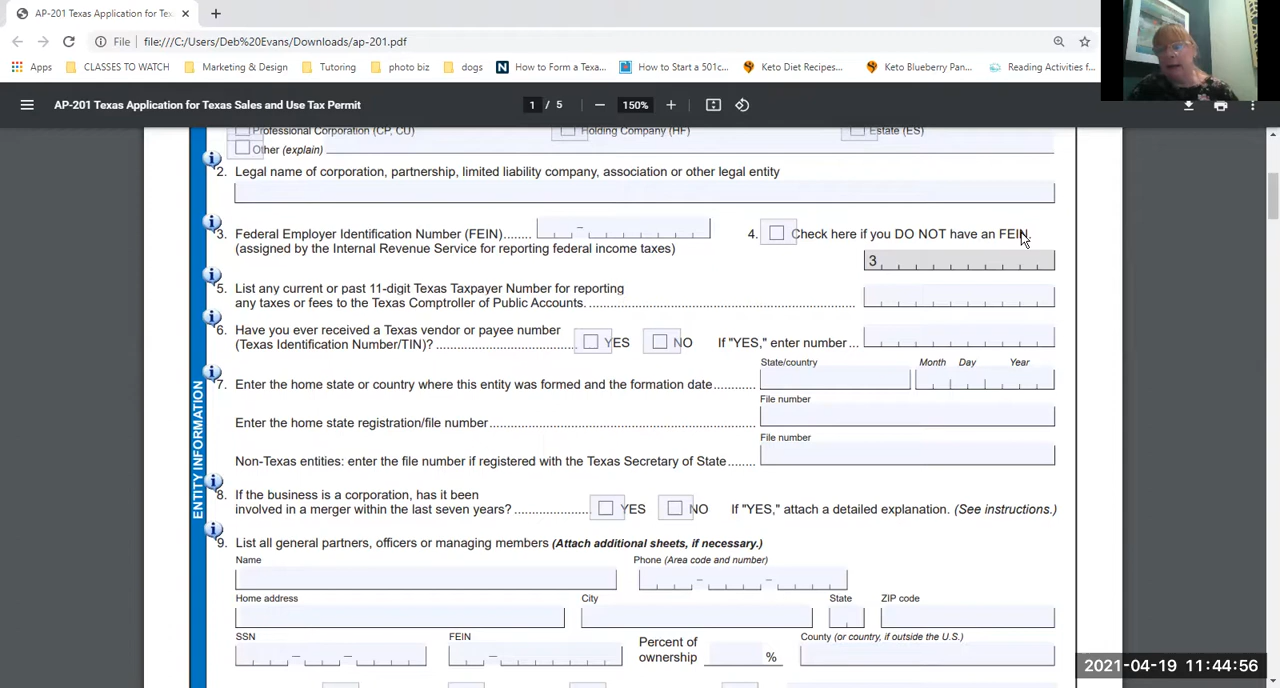 AP-201 Texas Application for Tex
File file:///C:/Users/Deb%20Evans/Downloads/ap-201.pdf
Apps CLASSES TO WATCH Marketing & Design Tutoring photo biz dogs How to Form a Texa... How to Start a 501c... Keto Diet Recipes... Keto Blueberry Pan... Reading Activities f
AP-201 Texas Application for Texas Sales and Use Tax Permit 1 / 5 150%
Professional Corporation (CP, CU) Holding Company (HF) Estate (ES)
Other (explain)
2. Legal name of corporation, partnership, limited liability company, association or other legal entity
3. Federal Employer Identification Number (FEIN)........ 4. Check here if you DO NOT have an FEIN.
(assigned by the Internal Revenue Service for reporting federal income taxes)
3
5. List any current or past 11-digit Texas Taxpayer Number for reporting
any taxes or fees to the Texas Comptroller of Public Accounts.
6. Have you ever received a Texas vendor or payee number
(Texas Identification Number/TIN)? YES NO If "YES," enter number...
State/country Month Day Year
7. Enter the home state or country where this entity was formed and the formation date
File number
Enter the home state registration/file number
File number
Non-Texas entities: enter the file number if registered with the Texas Secretary of State
ENTITY INFORMATION
8. If the business is a corporation, has it been
involved in a merger within the last seven years? YES NO If "YES," attach a detailed explanation. (See instructions.)
9. List all general partners, officers or managing members (Attach additional sheets, if necessary.)
Name Phone (Area code and number)
Home address City State ZIP code
SSN FEIN Percent of ownership % County (or country, if outside the U.S.)
2021-04-19 11:44:56